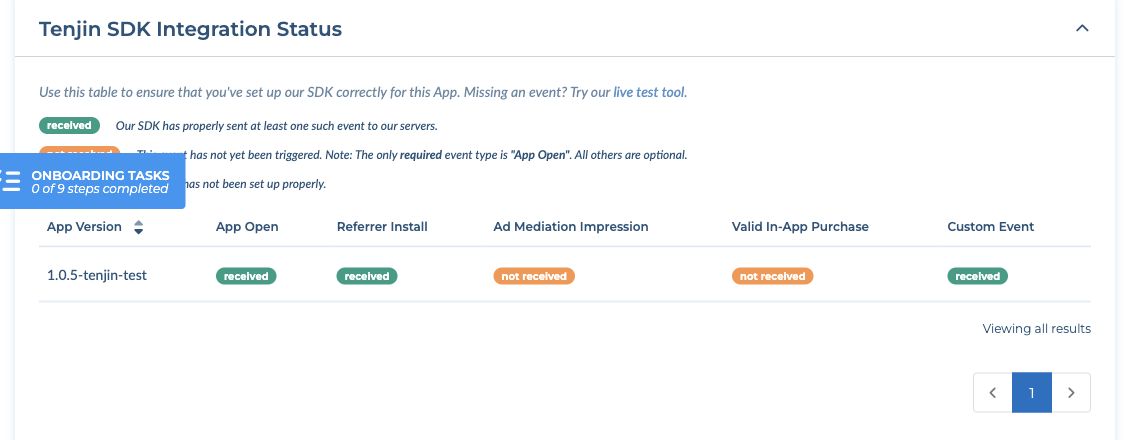 Tenjin SDK Integration Status
Use this table to ensure that you've set up our SDK correctly for this App. Missing an event? Try our live test tool.
received Our SDK has properly sent at least one such event to our servers.
has not yet been triggered. Note: The only required event type is "App Open". All others are optional.
ONBOARDING TASKS
0 of 9 steps completed
has not been set up properly.
App Version App Open Referrer Install Ad Mediation Impression Valid In-App Purchase Custom Event
1.0.5-tenjin-test received received not received not received received
Viewing all results
1